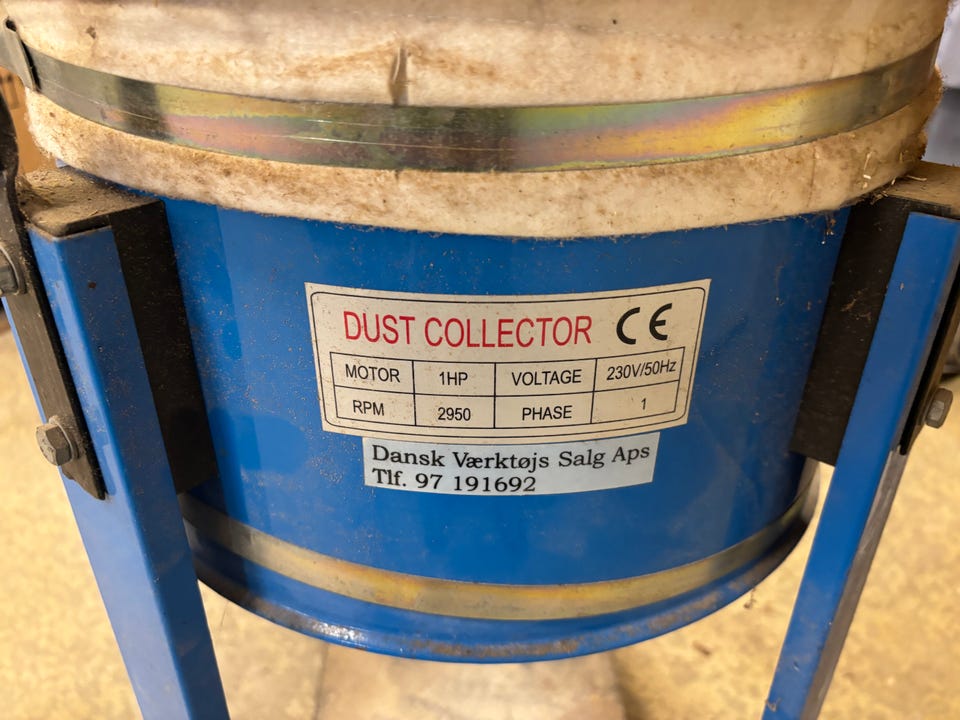 DUST COLLECTOR CE
MOTOR 1HP VOLTAGE 230V/50Hz
RPM 2950 PHASE 1
Dansk Værktøjs Salg Aps
Tlf. 97 191692